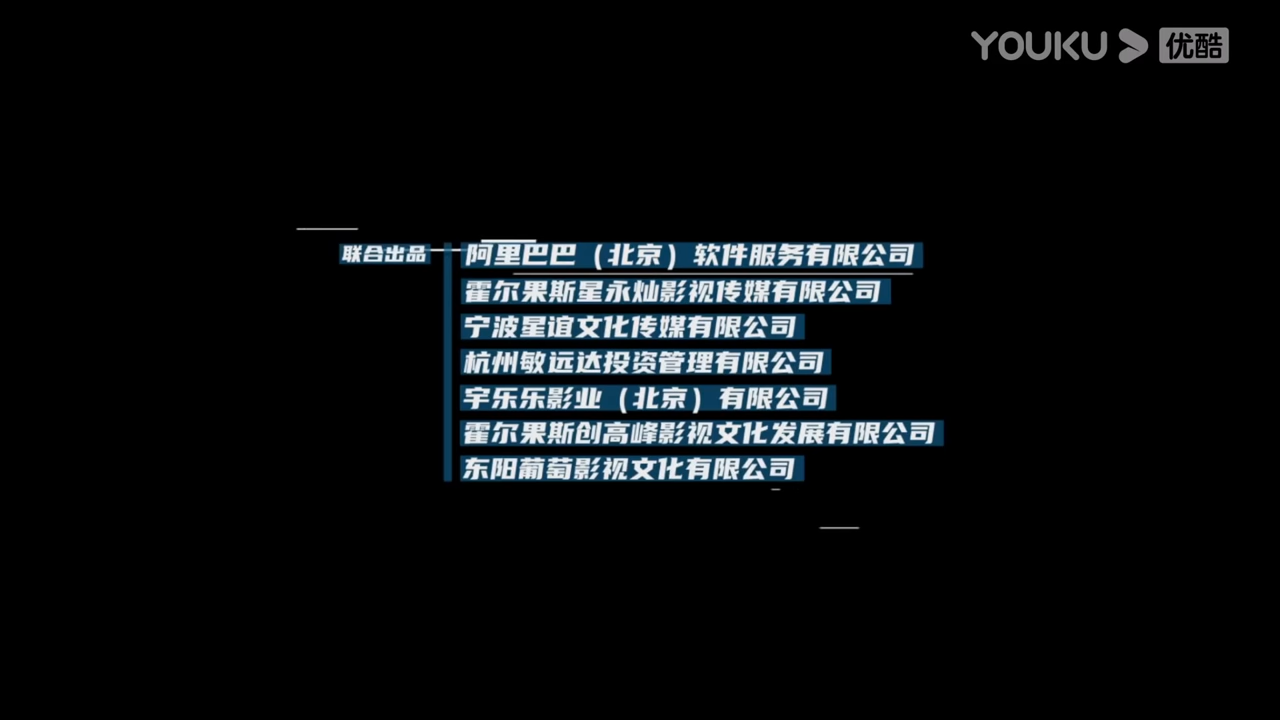 YOUKU 优酷
联合出品
阿里巴巴（北京）软件服务有限公司
霍尔果斯星永灿影视传媒有限公司
宁波星谊文化传媒有限公司
杭州敏远达投资管理有限公司
宇乐乐影业（北京）有限公司
霍尔果斯创高峰影视文化发展有限公司
东阳葡萄影视文化有限公司